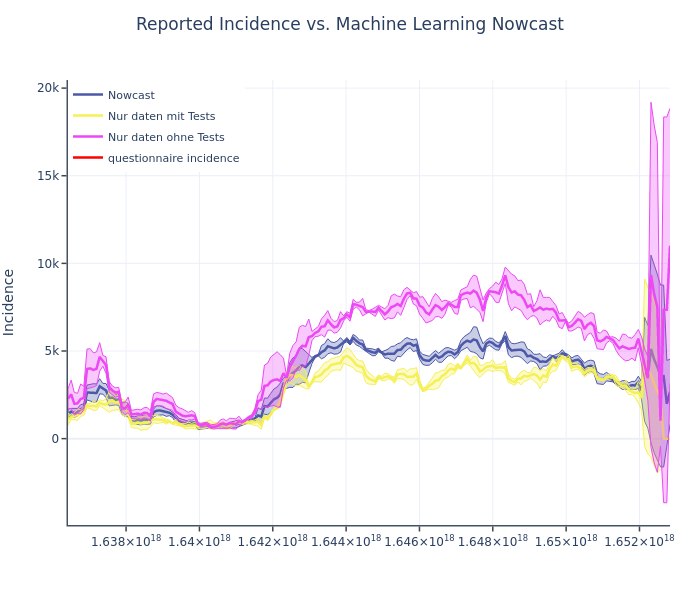 Reported Incidence vs. Machine Learning Nowcast
20k
15k
10k
5k
0
Incidence
Nowcast
Nur daten mit Tests
Nur daten ohne Tests
questionnaire incidence
1.638×10¹⁸ 1.64×10¹⁸ 1.642×10¹⁸ 1.644×10¹⁸ 1.646×10¹⁸ 1.648×10¹⁸ 1.65×10¹⁸ 1.652×10¹⁸